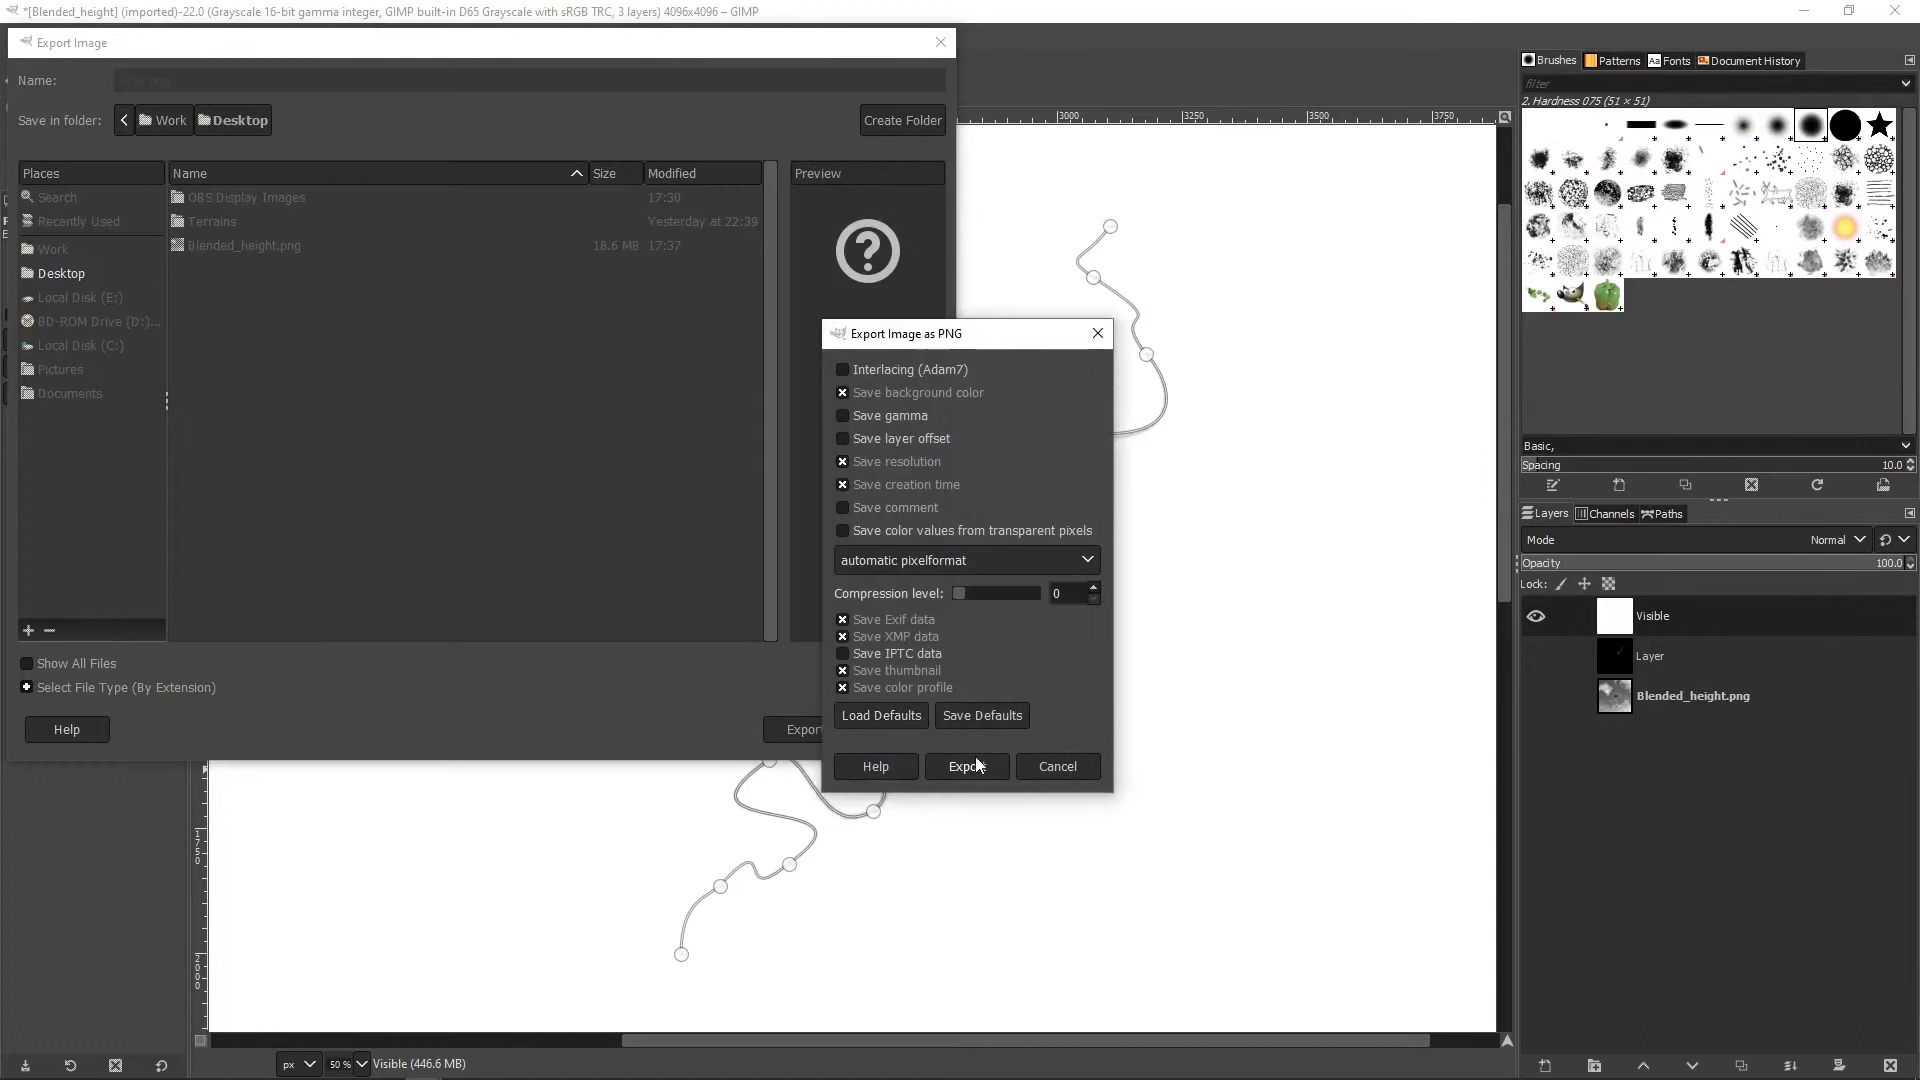 *[Blended_height] (imported)-22.0 (Grayscale 16-bit gamma integer, GIMP built-in D65 Grayscale with sRGB TRC, 3 layers) 4096x4096 – GIMP
Export Image
Name:
Save in folder:
Work
Desktop
Create Folder
Places
Name
Size
Modified
Preview
Search
OBS Display Images
17:30
Recently Used
Terrains
Yesterday at 22:39
Work
Blended_height.png
18.6 MB
17:37
Desktop
Local Disk (E:)
BD-ROM Drive (D:)...
Local Disk (C:)
Pictures
Documents
Show All Files
Select File Type (By Extension)
Help
Export
Export Image as PNG
Interlacing (Adam7)
Save background color
Save gamma
Save layer offset
Save resolution
Save creation time
Save comment
Save color values from transparent pixels
automatic pixelformat
Compression level:
0
Save Exif data
Save XMP data
Save IPTC data
Save thumbnail
Save color profile
Load Defaults
Save Defaults
Help
Export
Cancel
3000
3250
3500
3750
1750
2000
px
50 %
Visible (446.6 MB)
Brushes
Patterns
Aa Fonts
Document History
filter
2. Hardness 075 (51 × 51)
Basic,
Spacing
10.0
Layers
Channels
Paths
Mode
Normal
Opacity
100.0
Lock:
Visible
Layer
Blended_height.png